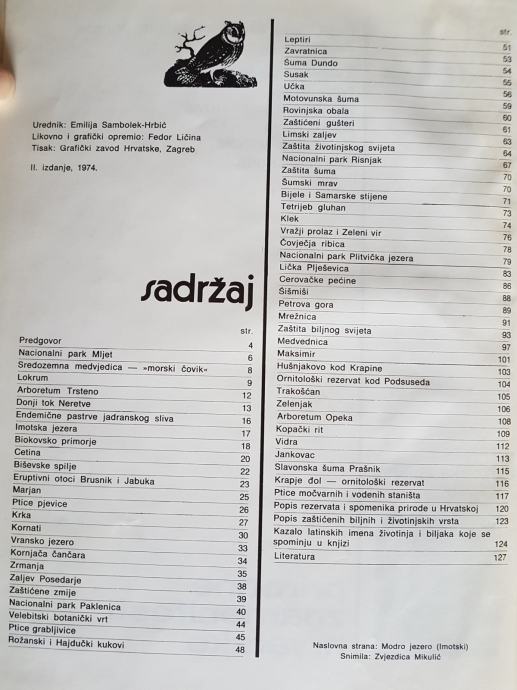 Urednik: Emilija Sambolek-Hrbić
Likovno i grafički opremio: Fedor Ličina
Tisak: Grafički zavod Hrvatske, Zagreb
II. izdanje, 1974.
sadržaj
str.
Predgovor 4
Nacionalni park Mljet 6
Sredozemna medvjedica — »morski čovik« 8
Lokrum 9
Arboretum Trsteno 12
Donji tok Neretve 13
Endemične pastrve jadranskog sliva 16
Imotska jezera 17
Biokovsko primorje 18
Cetina 20
Biševske spilje 22
Eruptivni otoci Brusnik i Jabuka 23
Marjan 25
Ptice pjevice 26
Krka 27
Kornati 30
Vransko jezero 33
Kornjača čančara 34
Zrmanja 35
Zaljev Posedarje 38
Zaštićene zmije 39
Nacionalni park Paklenica 40
Velebitski botanički vrt 44
Ptice grabljivice 45
Rožanski i Hajdučki kukovi 48
str.
Leptiri 51
Zavratnica 53
Šuma Dundo 54
Susak 55
Učka 56
Motovunska šuma 59
Rovinjska obala 60
Zaštićeni gušteri 61
Limski zaljev 63
Zaštita životinjskog svijeta 64
Nacionalni park Risnjak 67
Zaštita šuma 70
Šumski mrav 70
Bijele i Samarske stijene 71
Tetrijeb gluhan 73
Klek 74
Vražji prolaz i Zeleni vir 76
Čovječja ribica 78
Nacionalni park Plitvička jezera 79
Lička Plješevica 83
Cerovačke pećine 86
Šišmiši 88
Petrova gora 89
Mrežnica 91
Zaštita biljnog svijeta 93
Medvednica 97
Maksimir 101
Hušnjakovo kod Krapine 103
Ornitološki rezervat kod Podsuseda 104
Trakošćan 105
Zelenjak 106
Arboretum Opeka 108
Kopački rit 109
Vidra 112
Jankovac 113
Slavonska šuma Prašnik 115
Krapje dol — ornitološki rezervat 116
Ptice močvarnih i vodenih staništa 117
Popis rezervata i spomenika prirode u Hrvatskoj 120
Popis zaštićenih biljnih i životinjskih vrsta 123
Kazalo latinskih imena životinja i biljaka koje se
spominju u knjizi 124
Literatura 127
Naslovna strana: Modro jezero (Imotski)
Snimila: Zvjezdica Mikulić